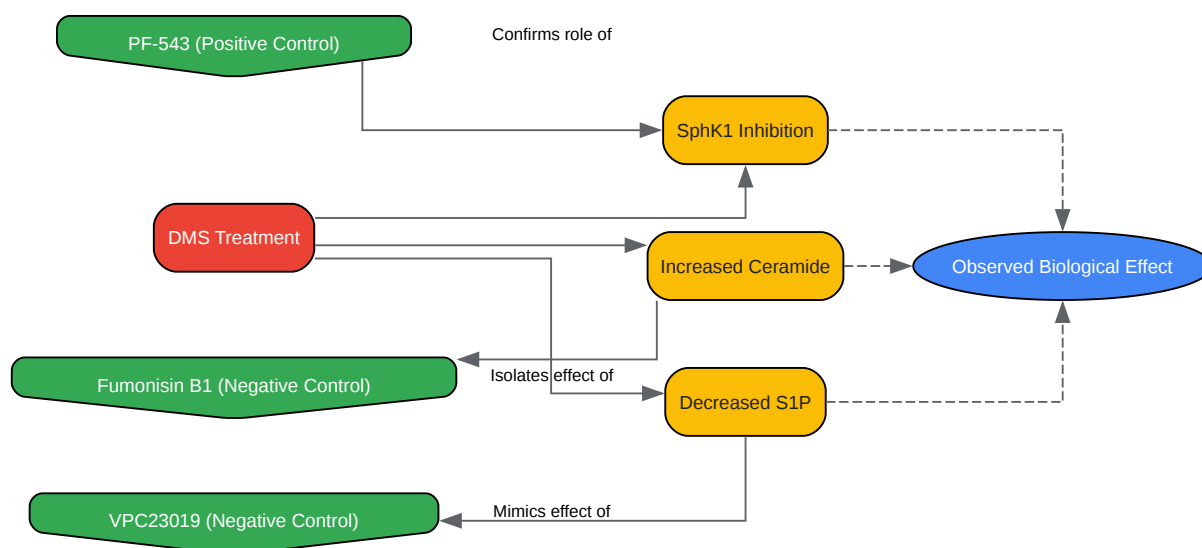 PF-543 (Positive Control)
Confirms role of
SphK1 Inhibition
DMS Treatment
Increased Ceramide
Observed Biological Effect
Fumonisin B1 (Negative Control)
Isolates effect of
Decreased S1P
VPC23019 (Negative Control)
Mimics effect of